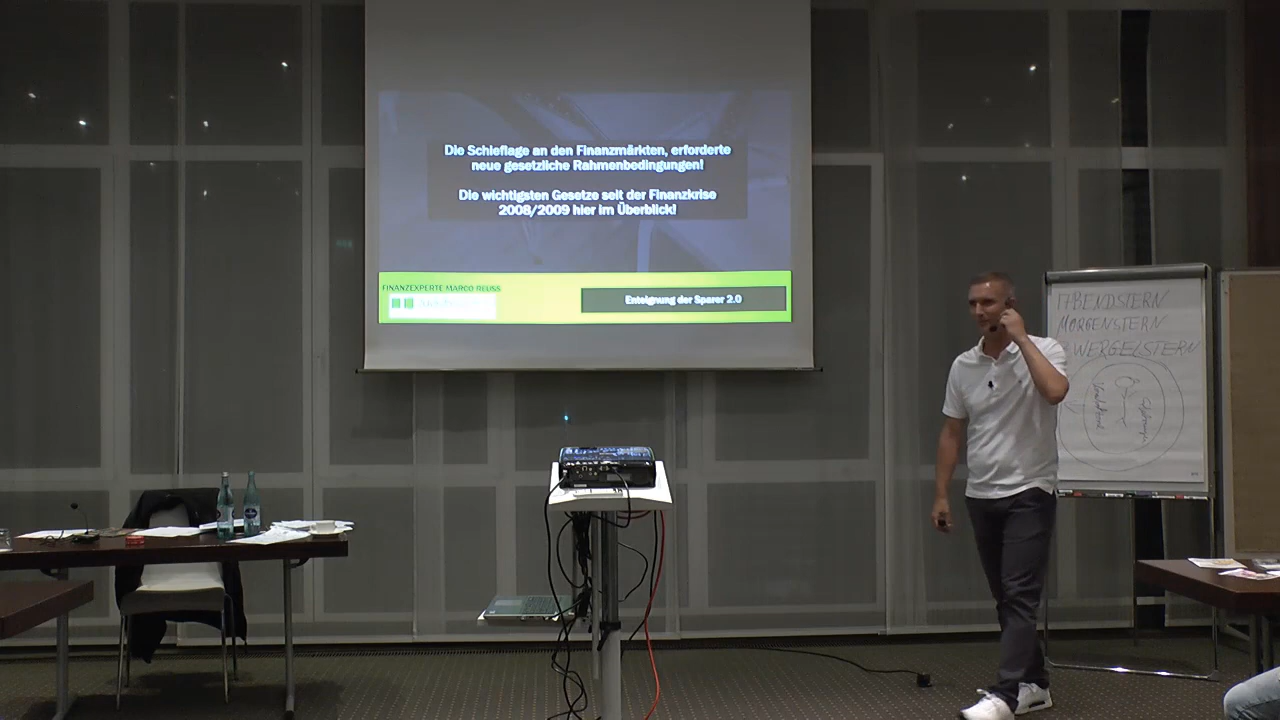 Die Schieflage an den Finanzmärkten, erforderte
neue gesetzliche Rahmenbedingungen!
Die wichtigsten Gesetze seit der Finanzkrise
2008/2009 hier im Überblick!
FINANZEXPERTE MARCO REUSS
Enteignung der Sparer 2.0
ABENDSTERN
MORGENSTERN
ZWERGELSTERN